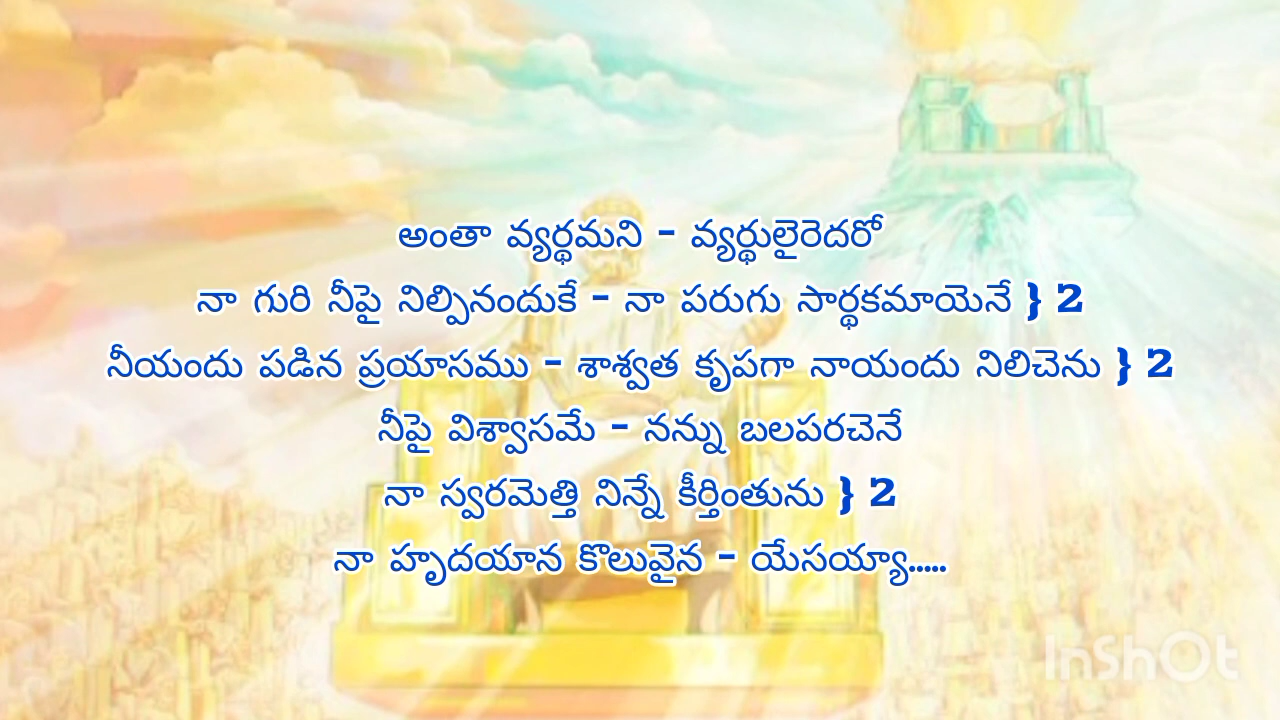 అంతా వ్యర్థమని - వ్యర్థులైరెదరో
నా గురి నీపై నిల్పినందుకే - నా పరుగు సార్థకమాయెనే } 2
నీయందు పడిన ప్రయాసము - శాశ్వత కృపగా నాయందు నిలిచెను } 2
నీపై విశ్వాసమే - నన్ను బలపరచెనే
నా స్వరమెత్తి నిన్నే కీర్తింతును } 2
నా హృదయాన కొలువైన - యేసయ్యా.....
InShOt